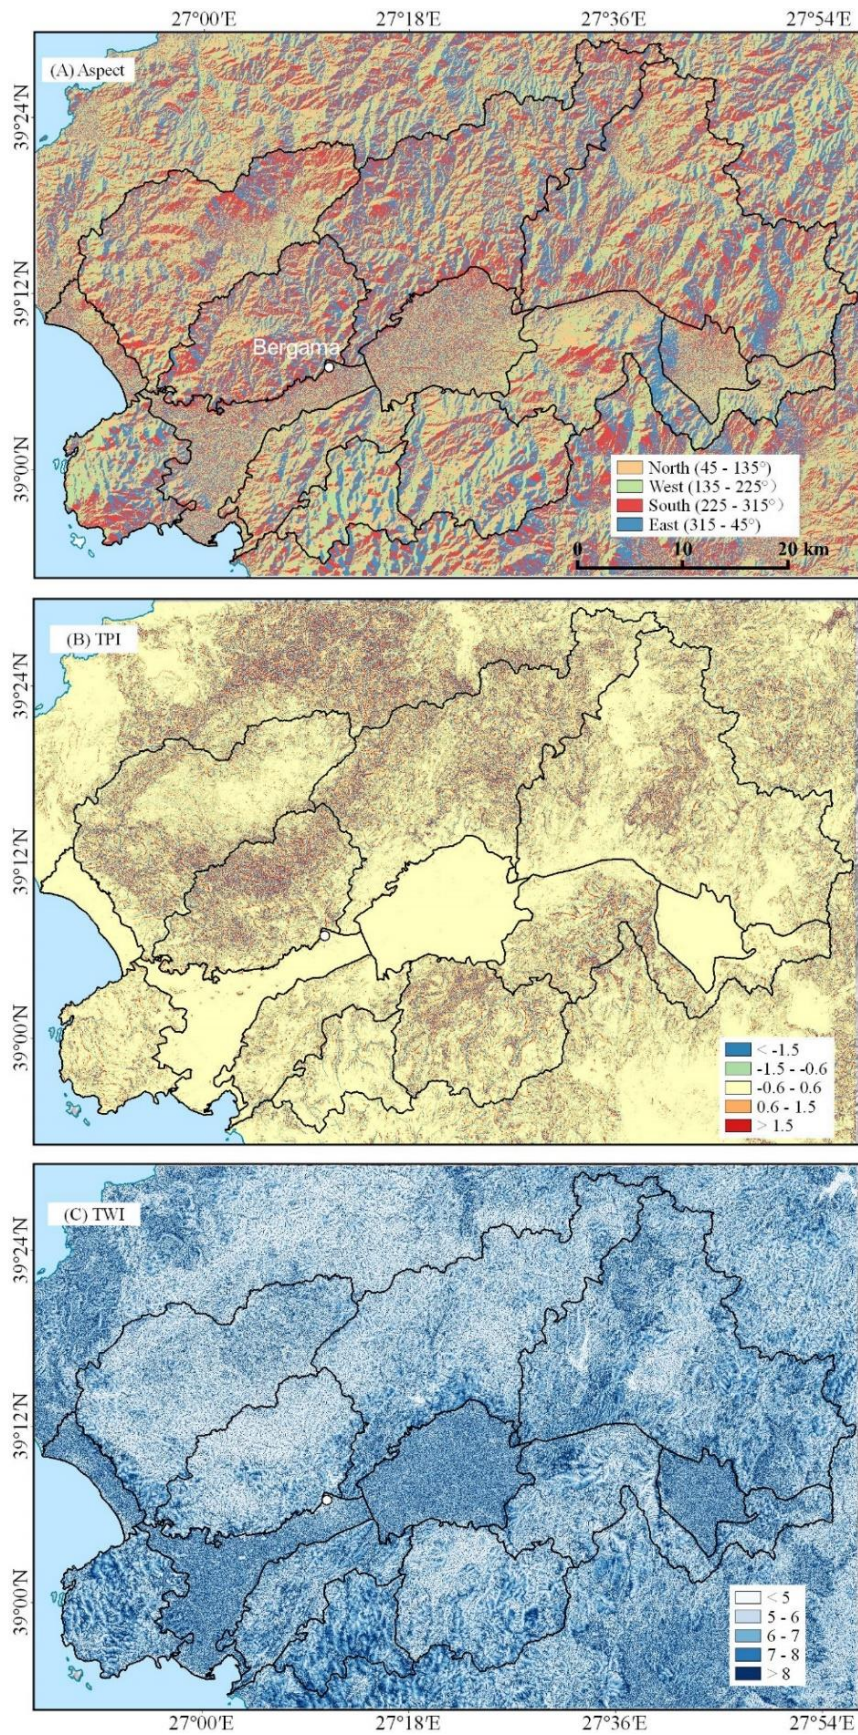 27°00'E 27°18'E 27°36'E 27°54'E
(A) Aspect
39°24'N
39°12'N
Bergama
39°00'N
North (45 - 135°)
West (135 - 225°)
South (225 - 315°)
East (315 - 45°)
0 10 20 km
(B) TPI
39°24'N
39°12'N
39°00'N
< -1.5
-1.5 - -0.6
-0.6 - 0.6
0.6 - 1.5
> 1.5
(C) TWI
39°24'N
39°12'N
39°00'N
< 5
5 - 6
6 - 7
7 - 8
> 8
27°00'E 27°18'E 27°36'E 27°54'E